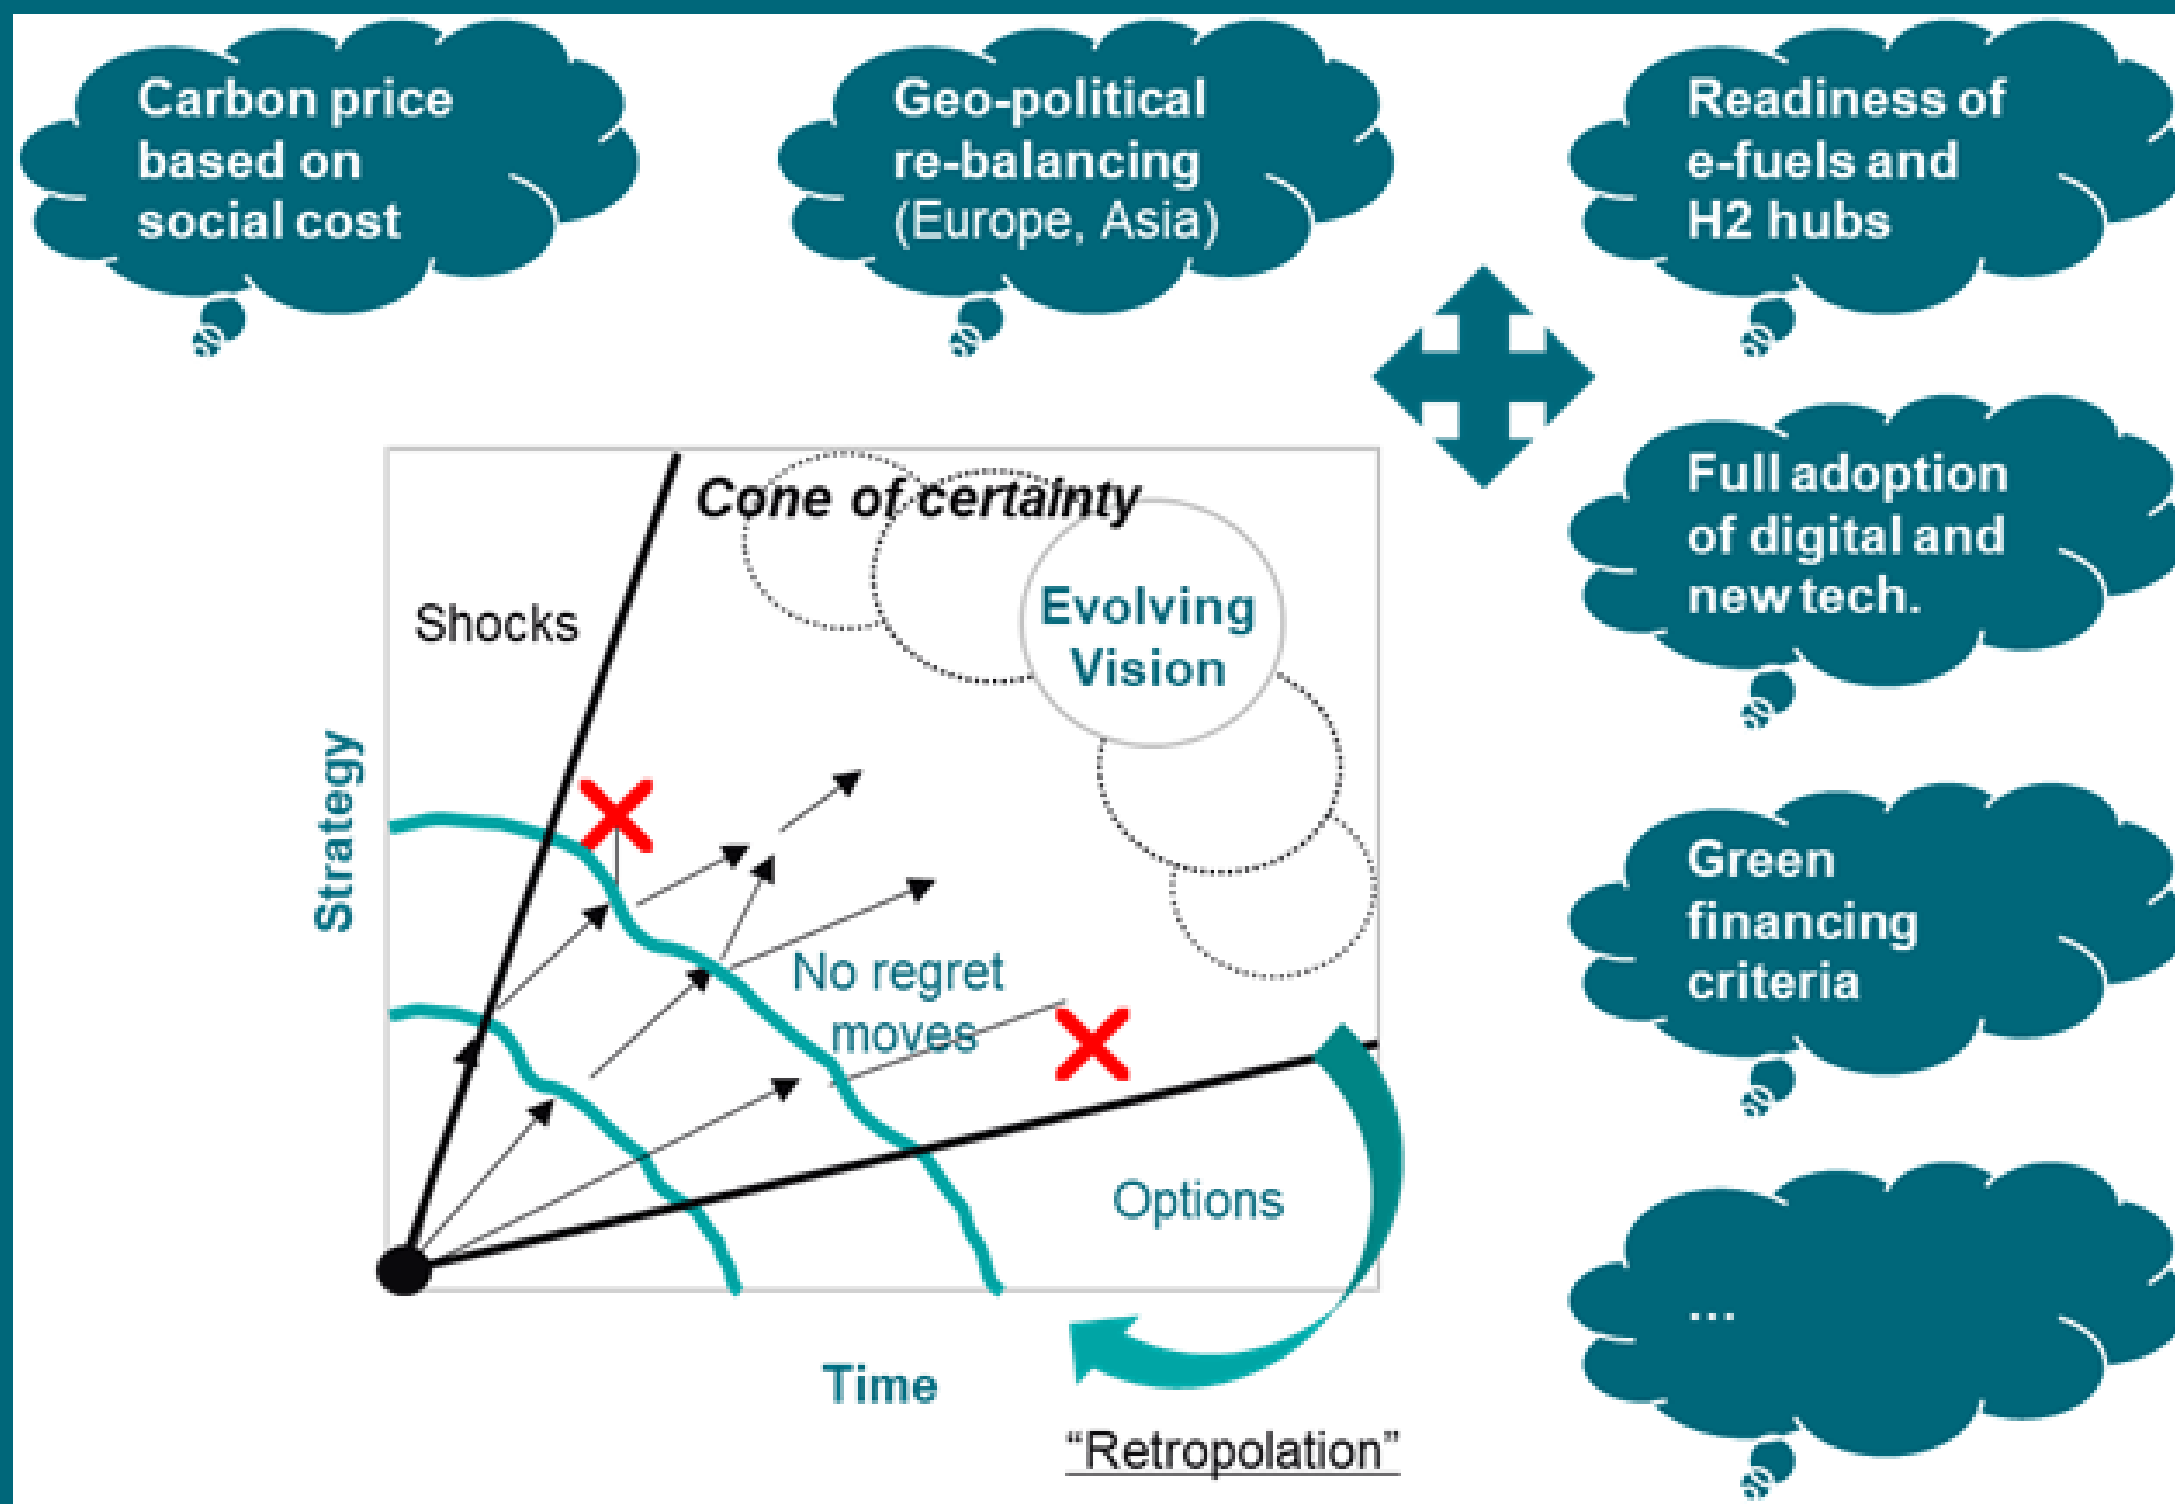 Carbon price
based on
social cost
Geo-political
re-balancing
(Europe, Asia)
Readiness of
e-fuels and
H2 hubs
Full adoption
of digital and
new tech.
Green
financing
criteria
...
Cone of certainty
Shocks
Evolving
Vision
Strategy
No regret
moves
Options
Time
“Retropolation”